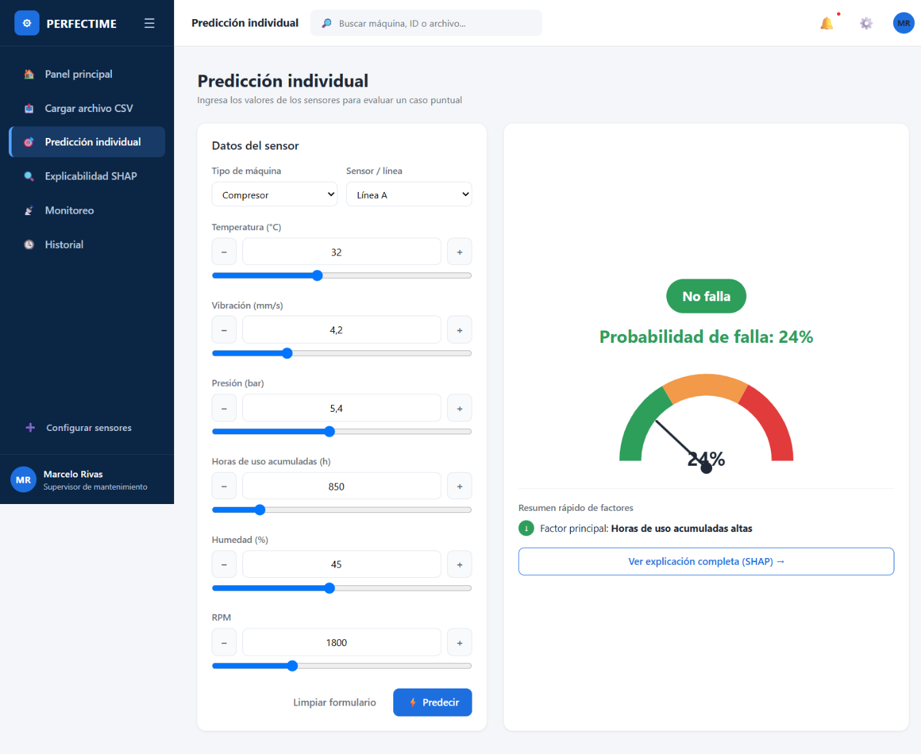 PERFECTIME
Predicción individual
Buscar máquina, ID o archivo...
MR
Panel principal
Cargar archivo CSV
Predicción individual
Explicabilidad SHAP
Monitoreo
Historial
Configurar sensores
MR
Marcelo Rivas
Supervisor de mantenimiento
Predicción individual
Ingresa los valores de los sensores para evaluar un caso puntual
Datos del sensor
Tipo de máquina
Sensor / línea
Compresor
Línea A
Temperatura (°C)
− 32 +
Vibración (mm/s)
− 4,2 +
Presión (bar)
− 5,4 +
Horas de uso acumuladas (h)
− 850 +
Humedad (%)
− 45 +
RPM
− 1800 +
Limpiar formulario
Predecir
No falla
Probabilidad de falla: 24%
24%
Resumen rápido de factores
↓ Factor principal: Horas de uso acumuladas altas
Ver explicación completa (SHAP) →